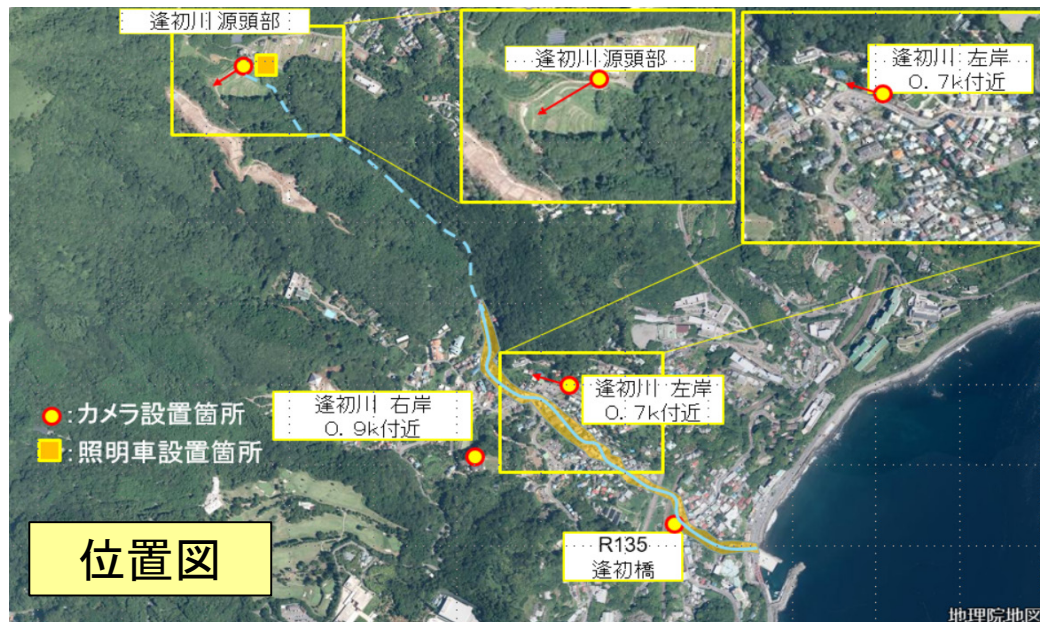 逢初川 源頭部
逢初川 源頭部
逢初川 左岸
０．７k付近
逢初川 右岸
０．９k付近
逢初川 左岸
０．７k付近
：カメラ設置箇所
：照明車設置箇所
R135
逢初橋
位置図
地理院地図